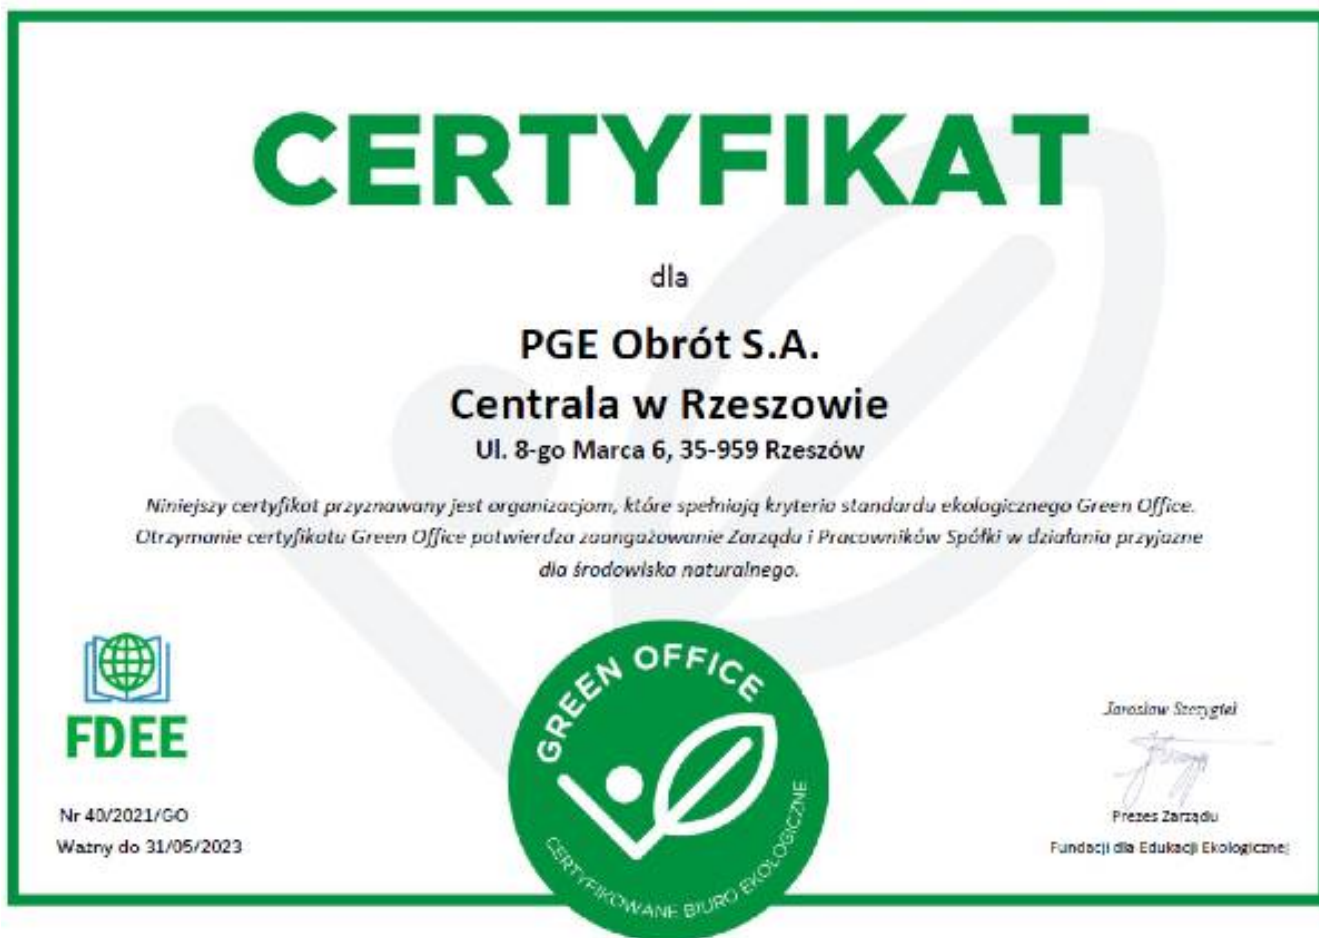 CERTYFIKAT
dla
PGE Obrót S.A.
Centrala w Rzeszowie
Ul. 8-go Marca 6, 35-959 Rzeszów
Niniejszy certyfikat przyznawany jest organizacjom, które spełniają kryteria standardu ekologicznego Green Office.
Otrzymanie certyfikatu Green Office potwierdza zaangażowanie Zarządu i Pracowników Spółki w działania przyjazne
dla środowiska naturalnego.
FDEE
Nr 40/2021/GO
Ważny do 31/05/2023
GREEN OFFICE
CERTYFIKOWANE BIURO EKOLOGICZNE
Jarosław Szczygieł
Prezes Zarządu
Fundacji dla Edukacji Ekologicznej